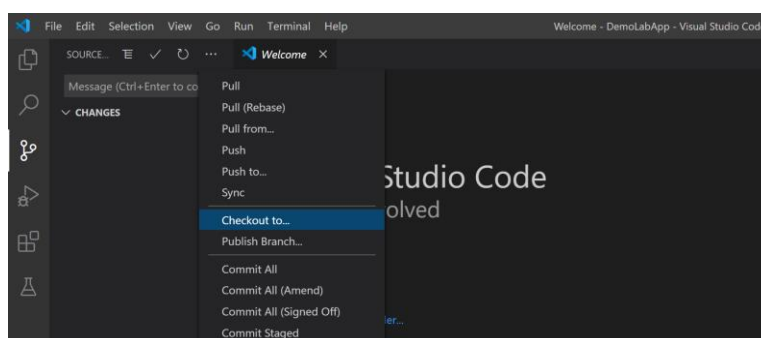 File Edit Selection View Go Run Terminal Help Welcome - DemoLabApp - Visual Studio Cod
SOURCE... Welcome
Message (Ctrl+Enter to co
CHANGES
Pull
Pull (Rebase)
Pull from...
Push
Push to...
Sync
Checkout to...
Publish Branch...
Commit All
Commit All (Amend)
Commit All (Signed Off)
Commit Staged
Studio Code
olved
er...